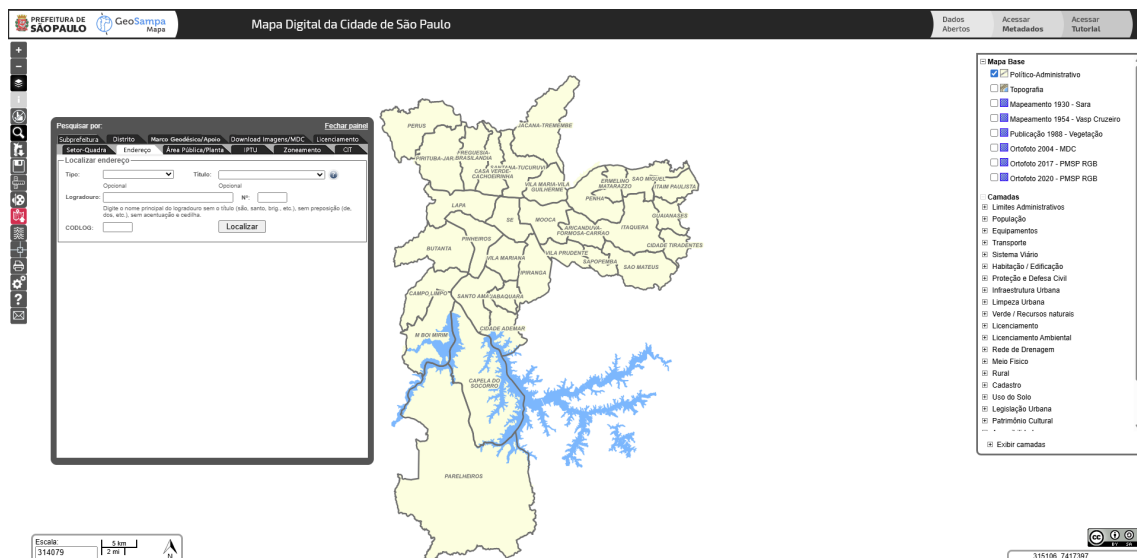 PREFEITURA DE
SÃO PAULO
GeoSampa
Mapa
Mapa Digital da Cidade de São Paulo
Dados
Abertos
Acessar
Metadados
Acessar
Tutorial
Pesquisar por:
Fechar painel
Subprefeitura Distrito Marco Geodésico/Apoio Download Imagens/MDC Licenciamento
Setor-Quadra Endereço Área Pública/Planta IPTU Zoneamento CIT
Localizar endereço
Tipo: Título:
Opcional Opcional
Logradouro: Nº:
Digite o nome principal do logradouro sem o título (são, santo, brig., etc.), sem preposição (de,
dos, etc.), sem acentuação e cedilha.
CODLOG: Localizar
PERUS
JACANA-TREMEMBE
FREGUESIA-
BRASILANDIA
PIRITUBA-JAR.
SANTANA-TUCURUVI
CASA VERDE-
CACHOEIRINHA
VILA MARIA-VILA
GUILHERME
ERMELINO
MATARAZZO
SAO MIGUEL
ITAIM PAULISTA
PENHA
LAPA
SE
MOOCA
ARICANDUVA-
FORMOSA-CARRAO
ITAQUERA
GUAIANASES
CIDADE TIRADENTES
BUTANTA
PINHEIROS
VILA MARIANA
VILA PRUDENTE
SAPOPEMBA
SAO MATEUS
IPIRANGA
CAMPO LIMPO
SANTO AMA
JABAQUARA
M BOI MIRIM
CIDADE ADEMAR
CAPELA DO
SOCORRO
PARELHEIROS
Mapa Base
Político-Administrativo
Topografia
Mapeamento 1930 - Sara
Mapeamento 1954 - Vasp Cruzeiro
Publicação 1988 - Vegetação
Ortofoto 2004 - MDC
Ortofoto 2017 - PMSP RGB
Ortofoto 2020 - PMSP RGB
Camadas
Limites Administrativos
População
Equipamentos
Transporte
Sistema Viário
Habitação / Edificação
Proteção e Defesa Civil
Infraestrutura Urbana
Limpeza Urbana
Verde / Recursos naturais
Licenciamento
Licenciamento Ambiental
Rede de Drenagem
Meio Físico
Rural
Cadastro
Uso do Solo
Legislação Urbana
Patrimônio Cultural
Exibir camadas
Escala:
314079
5 km
2 mi
N
cc
BY SA
315106, 7417397